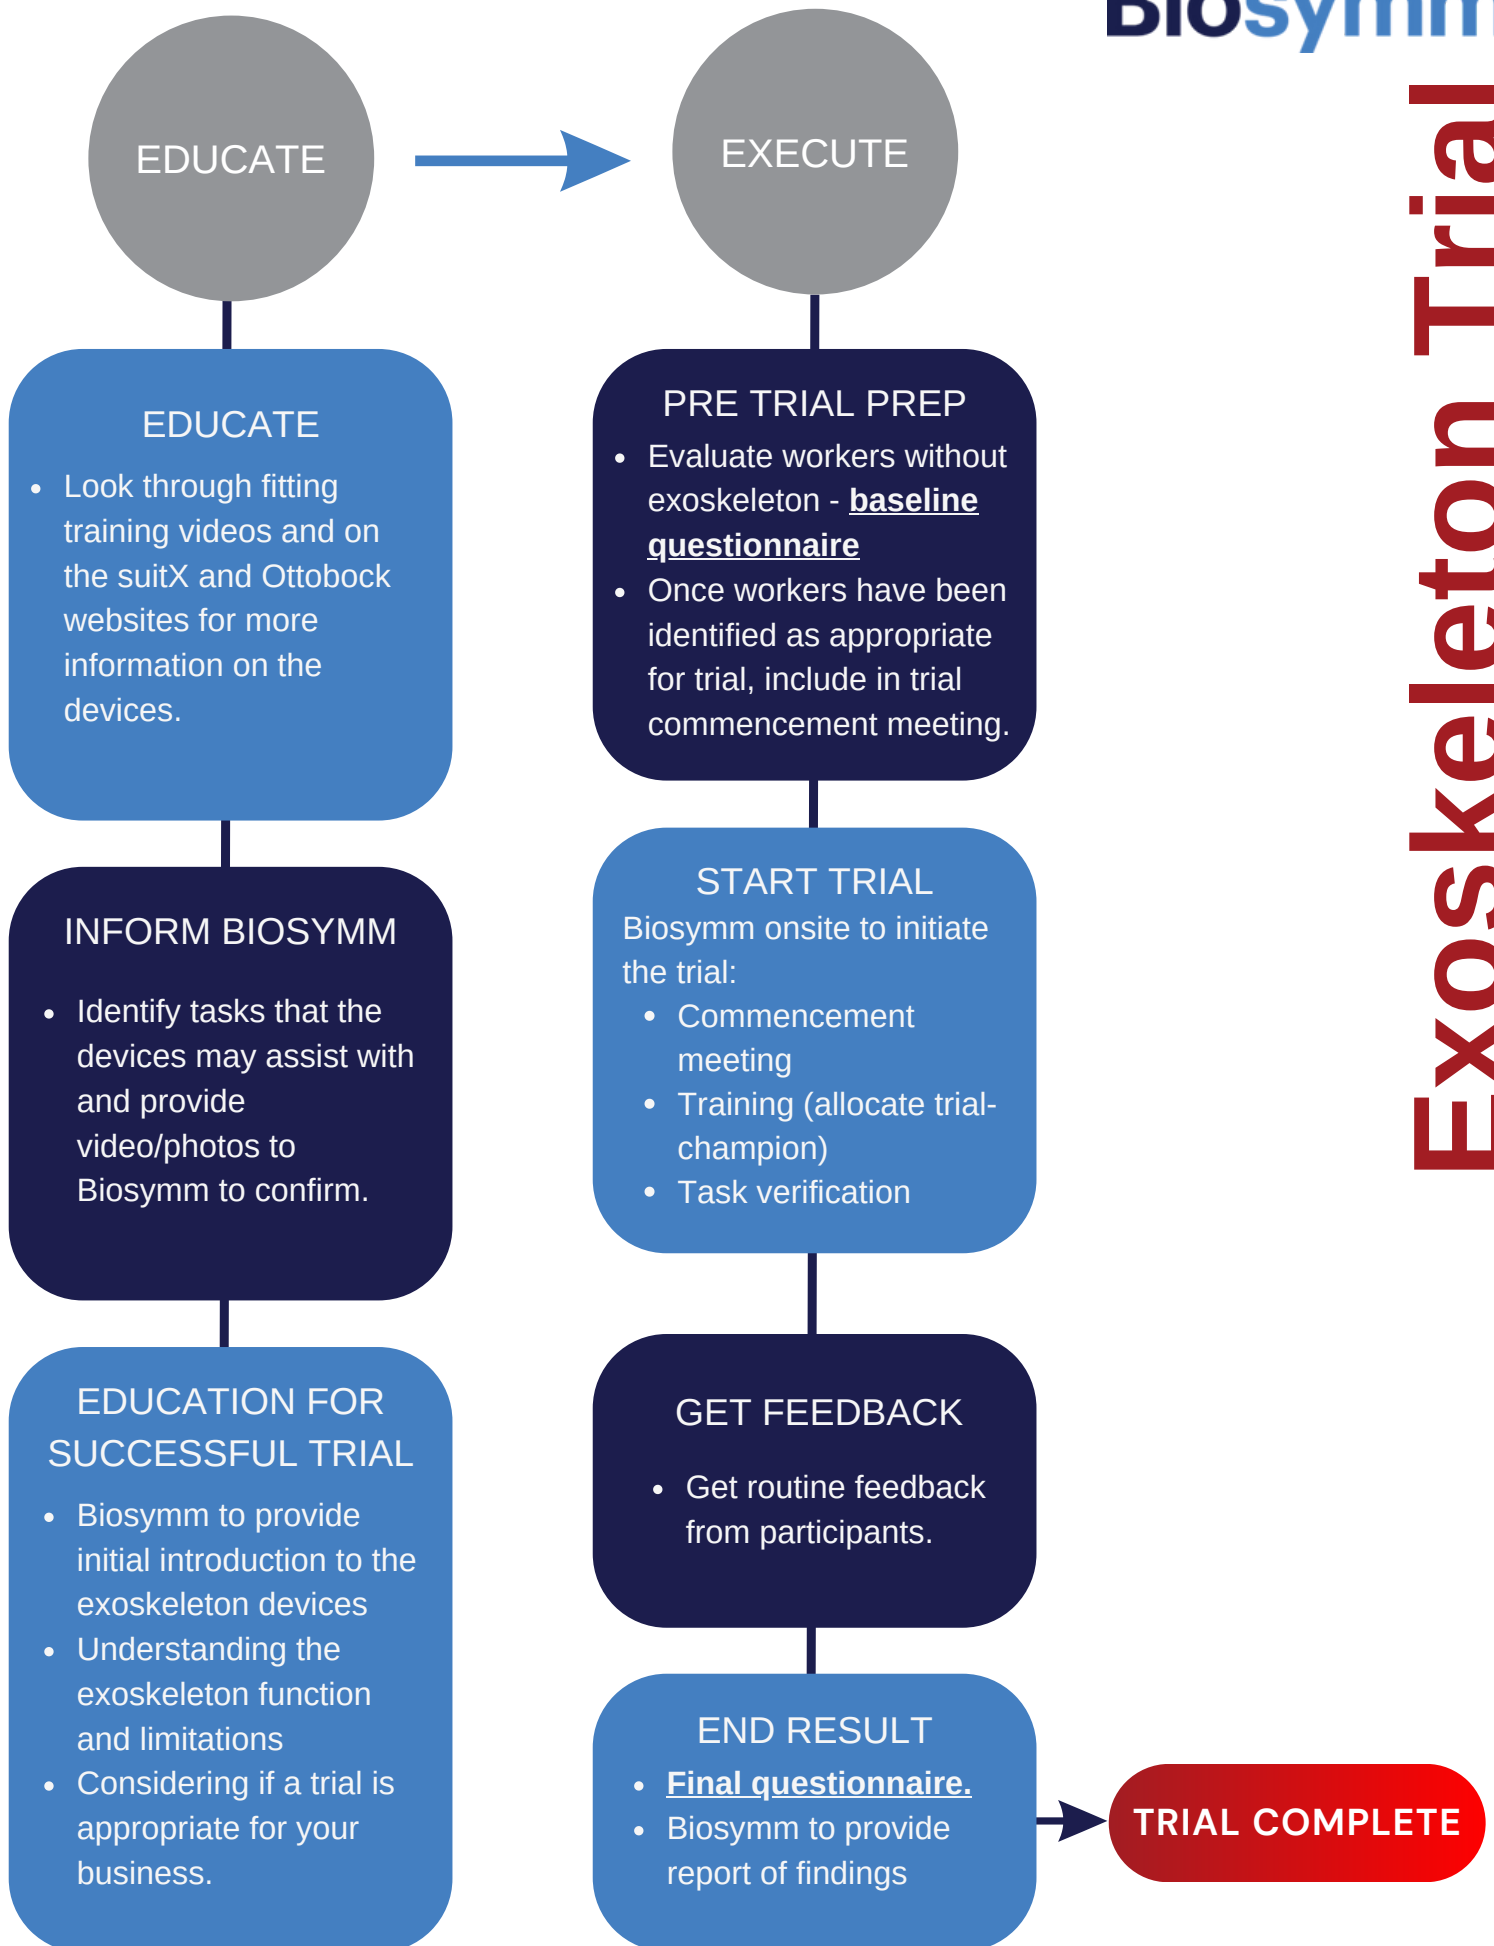 Biosymm
EDUCATE
EXECUTE
EDUCATE
• Look through fitting
training videos and on
the suitX and Ottobock
websites for more
information on the
devices.
INFORM BIOSYMM
• Identify tasks that the
devices may assist with
and provide
video/photos to
Biosymm to confirm.
EDUCATION FOR
SUCCESSFUL TRIAL
• Biosymm to provide
initial introduction to the
exoskeleton devices
• Understanding the
exoskeleton function
and limitations
• Considering if a trial is
appropriate for your
business.
PRE TRIAL PREP
• Evaluate workers without
exoskeleton - baseline
questionnaire
• Once workers have been
identified as appropriate
for trial, include in trial
commencement meeting.
START TRIAL
Biosymm onsite to initiate
the trial:
• Commencement
meeting
• Training (allocate trial-
champion)
• Task verification
GET FEEDBACK
• Get routine feedback
from participants.
END RESULT
• Final questionnaire.
• Biosymm to provide
report of findings
TRIAL COMPLETE
Exoskeleton Trial